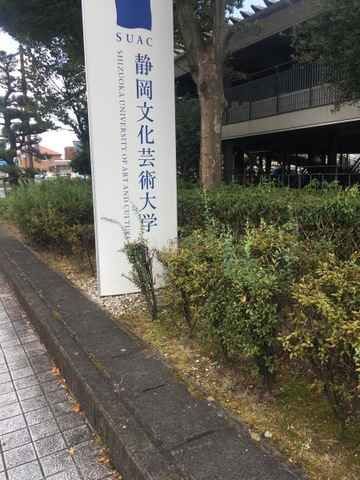 SUAC
静岡文化芸術大学
SHIZUOKA UNIVERSITY OF ART AND CULTURE